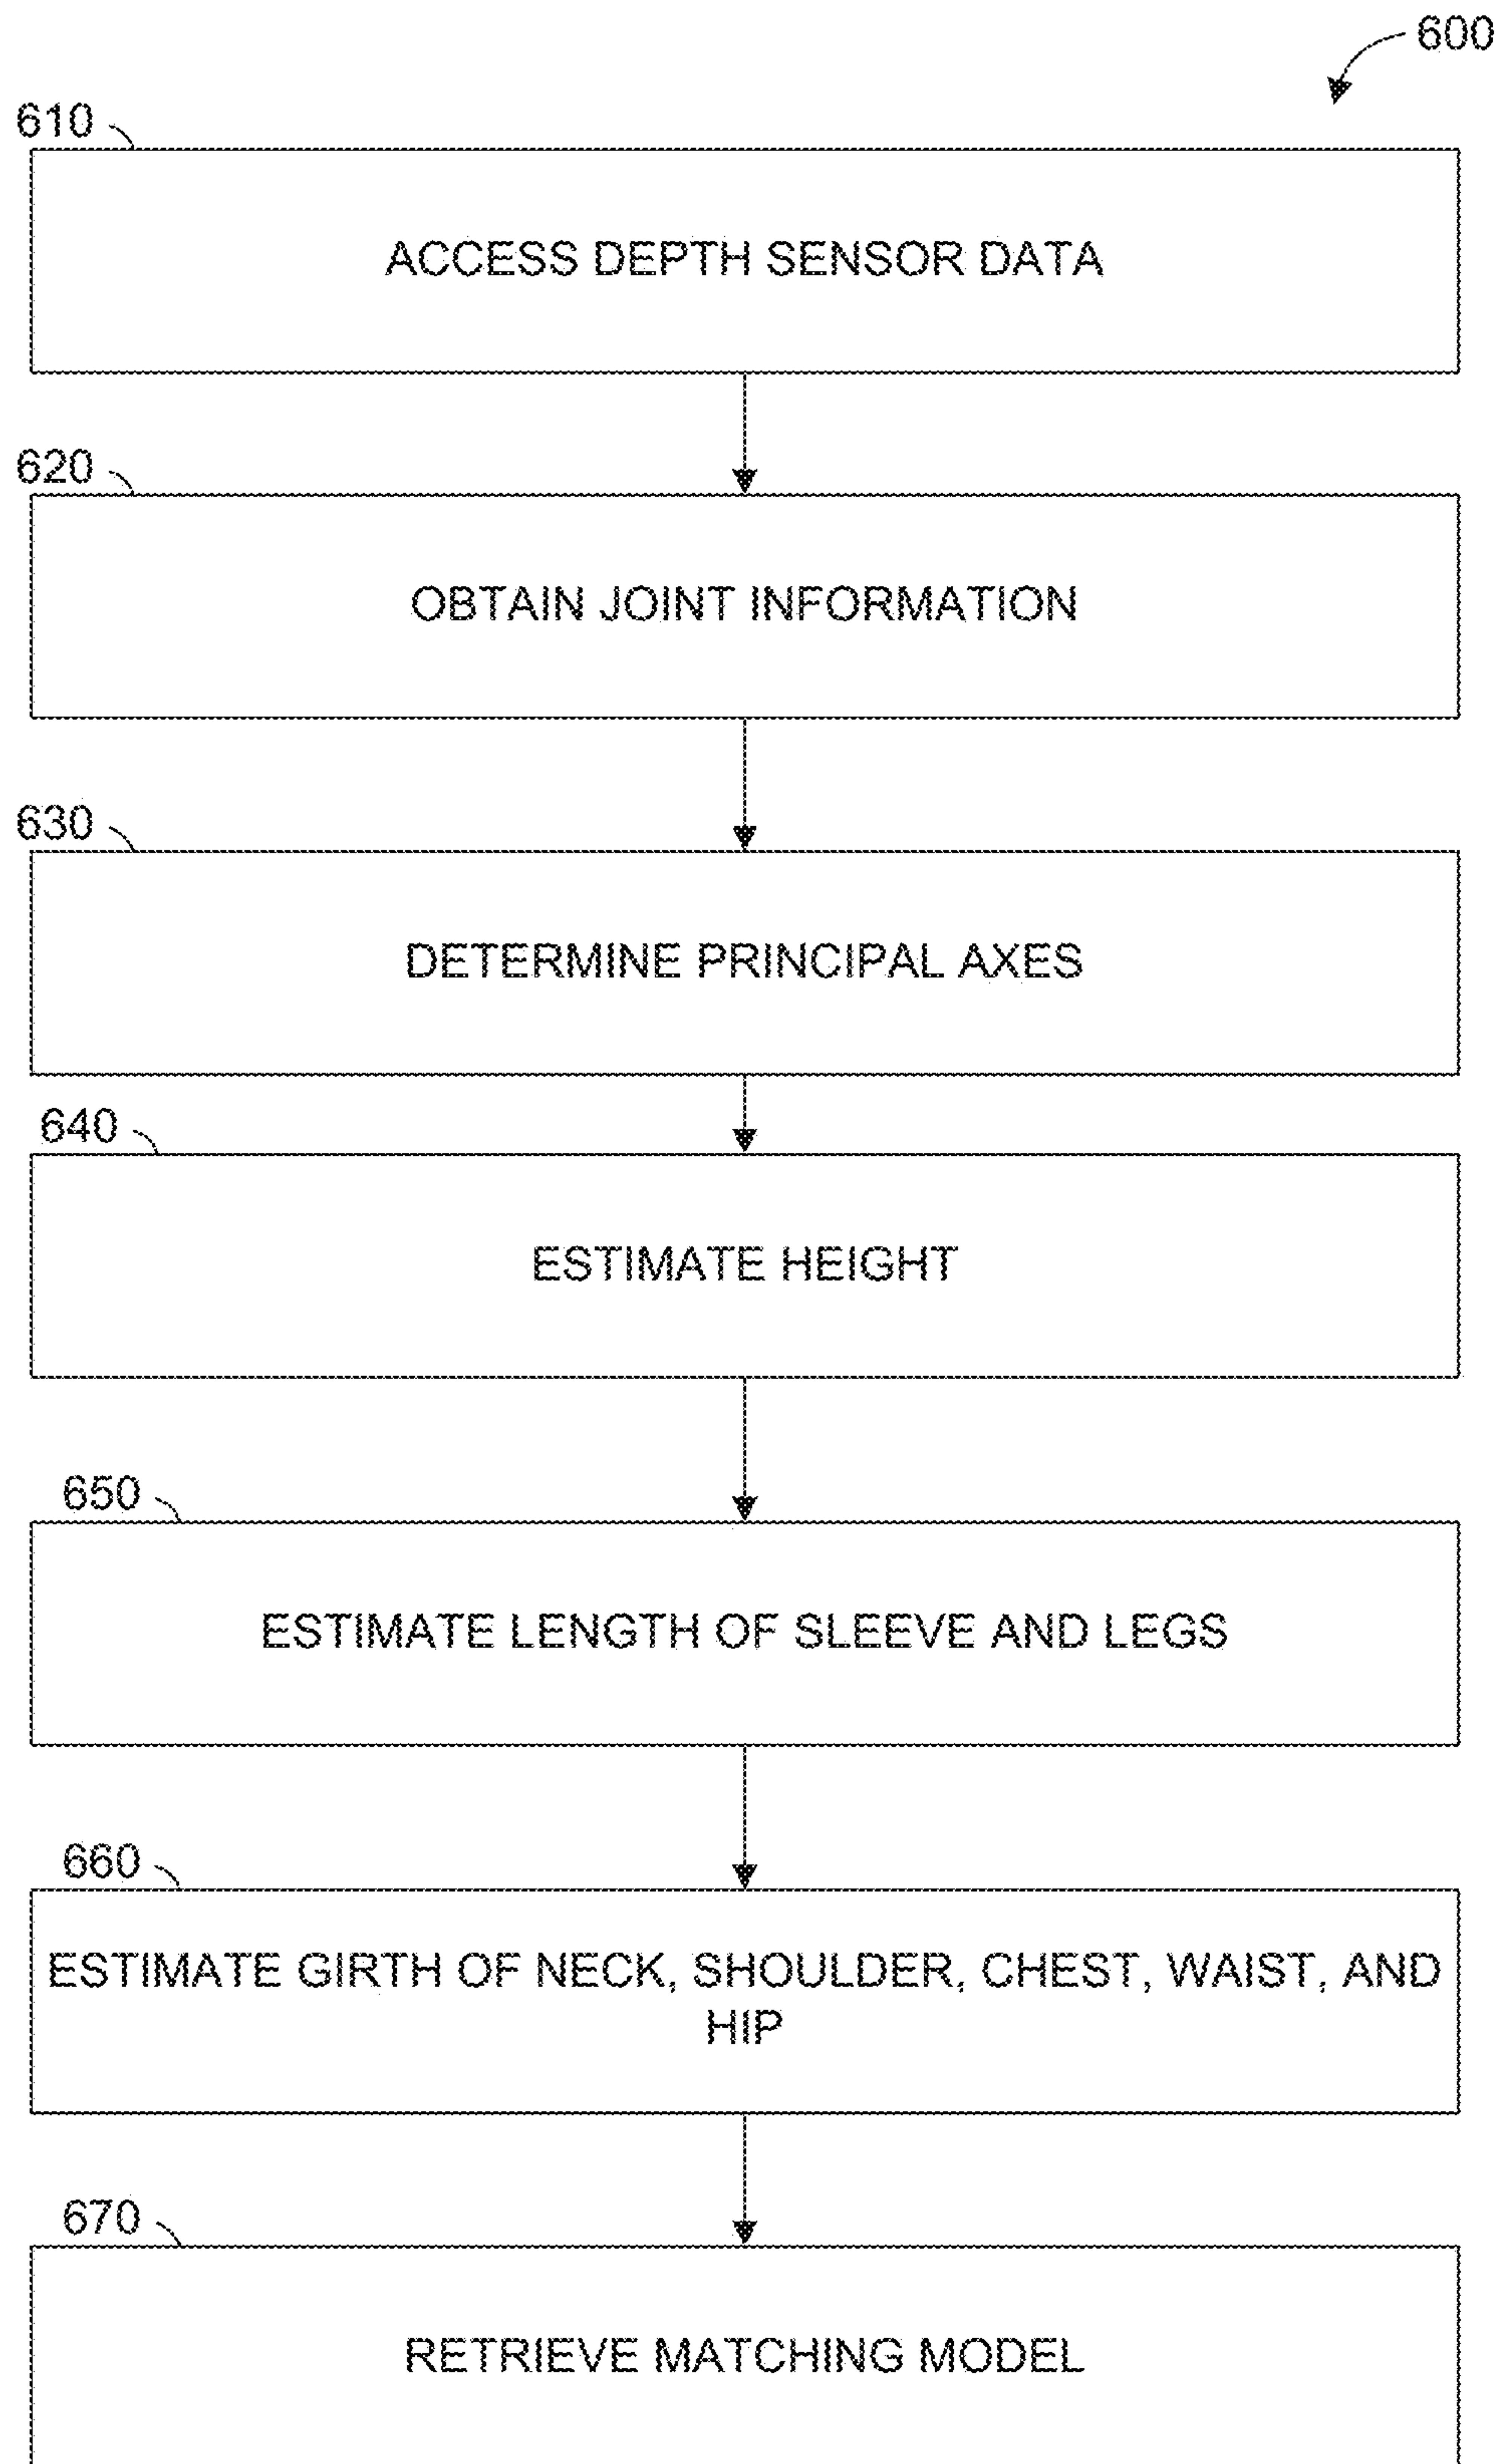 600
610
ACCESS DEPTH SENSOR DATA
620
OBTAIN JOINT INFORMATION
630
DETERMINE PRINCIPAL AXES
640
ESTIMATE HEIGHT
650
ESTIMATE LENGTH OF SLEEVE AND LEGS
660
ESTIMATE GIRTH OF NECK, SHOULDER, CHEST, WAIST, AND
HIP
670
RETRIEVE MATCHING MODEL